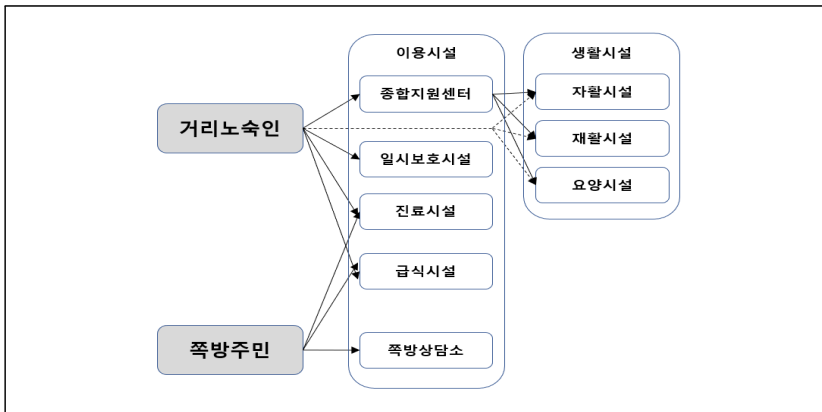 이용시설
생활시설
거리노숙인
종합지원센터
자활시설
일시보호시설
재활시설
진료시설
요양시설
급식시설
쪽방주민
쪽방상담소